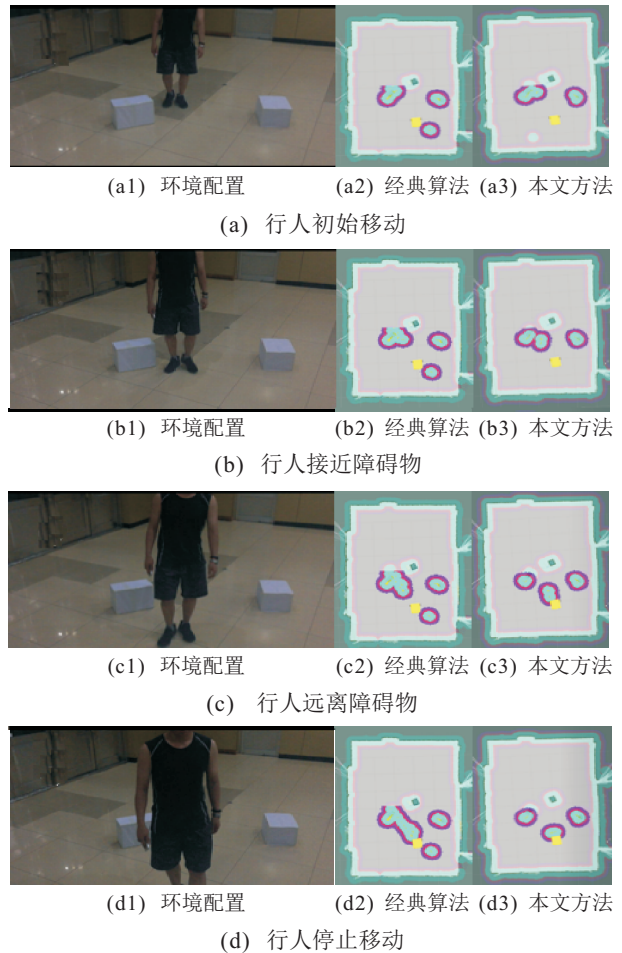 (a1) 环境配置 (a2) 经典算法 (a3) 本文方法
(a) 行人初始移动
(b1) 环境配置 (b2) 经典算法 (b3) 本文方法
(b) 行人接近障碍物
(c1) 环境配置 (c2) 经典算法 (c3) 本文方法
(c) 行人远离障碍物
(d1) 环境配置 (d2) 经典算法 (d3) 本文方法
(d) 行人停止移动